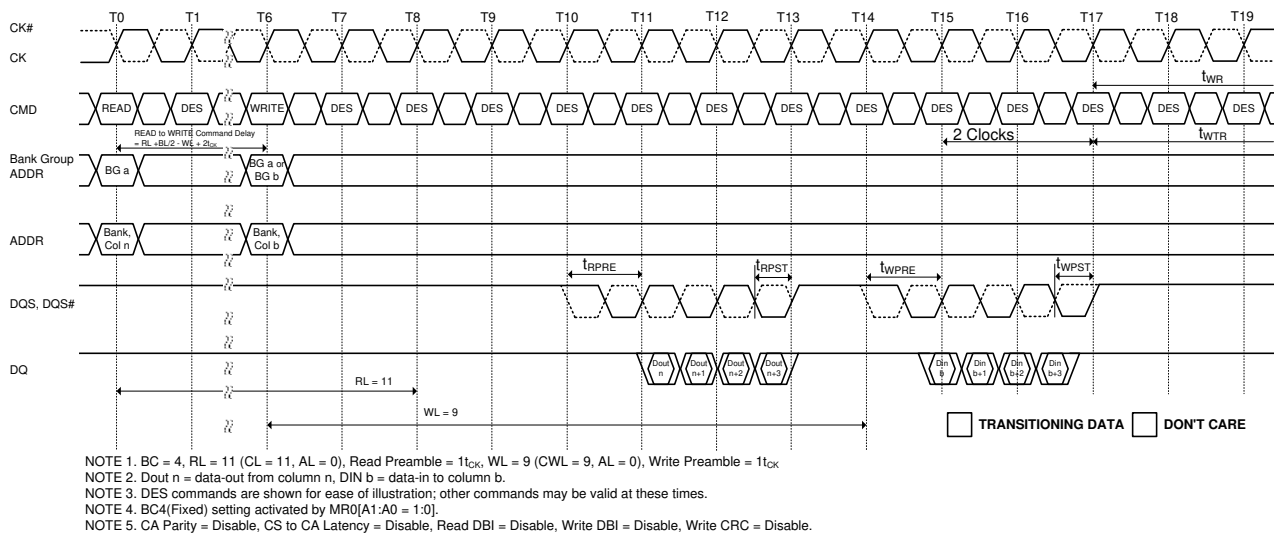 T0 T1 T6 T7 T8 T9 T10 T11 T12 T13 T14 T15 T16 T17 T18 T19
CK#
CK
tWR
CMD READ DES WRITE DES DES DES DES DES DES DES DES DES DES DES DES DES
READ to WRITE Command Delay
= RL +BL/2 - WL + 2tCK
2 Clocks tWTR
Bank Group
ADDR
BG a
BG a or
BG b
ADDR
Bank,
Col n
Bank,
Col b
tRPRE tRPST tWPRE tWPST
DQS, DQS#
DQ
Dout
n
Dout
n+1
Dout
n+2
Dout
n+3
Din
b
Din
b+1
Din
b+2
Din
b+3
RL = 11
WL = 9
TRANSITIONING DATA DON'T CARE
NOTE 1. BC = 4, RL = 11 (CL = 11, AL = 0), Read Preamble = 1tCK, WL = 9 (CWL = 9, AL = 0), Write Preamble = 1tCK
NOTE 2. Dout n = data-out from column n, DIN b = data-in to column b.
NOTE 3. DES commands are shown for ease of illustration; other commands may be valid at these times.
NOTE 4. BC4(Fixed) setting activated by MR0[A1:A0 = 1:0].
NOTE 5. CA Parity = Disable, CS to CA Latency = Disable, Read DBI = Disable, Write DBI = Disable, Write CRC = Disable.